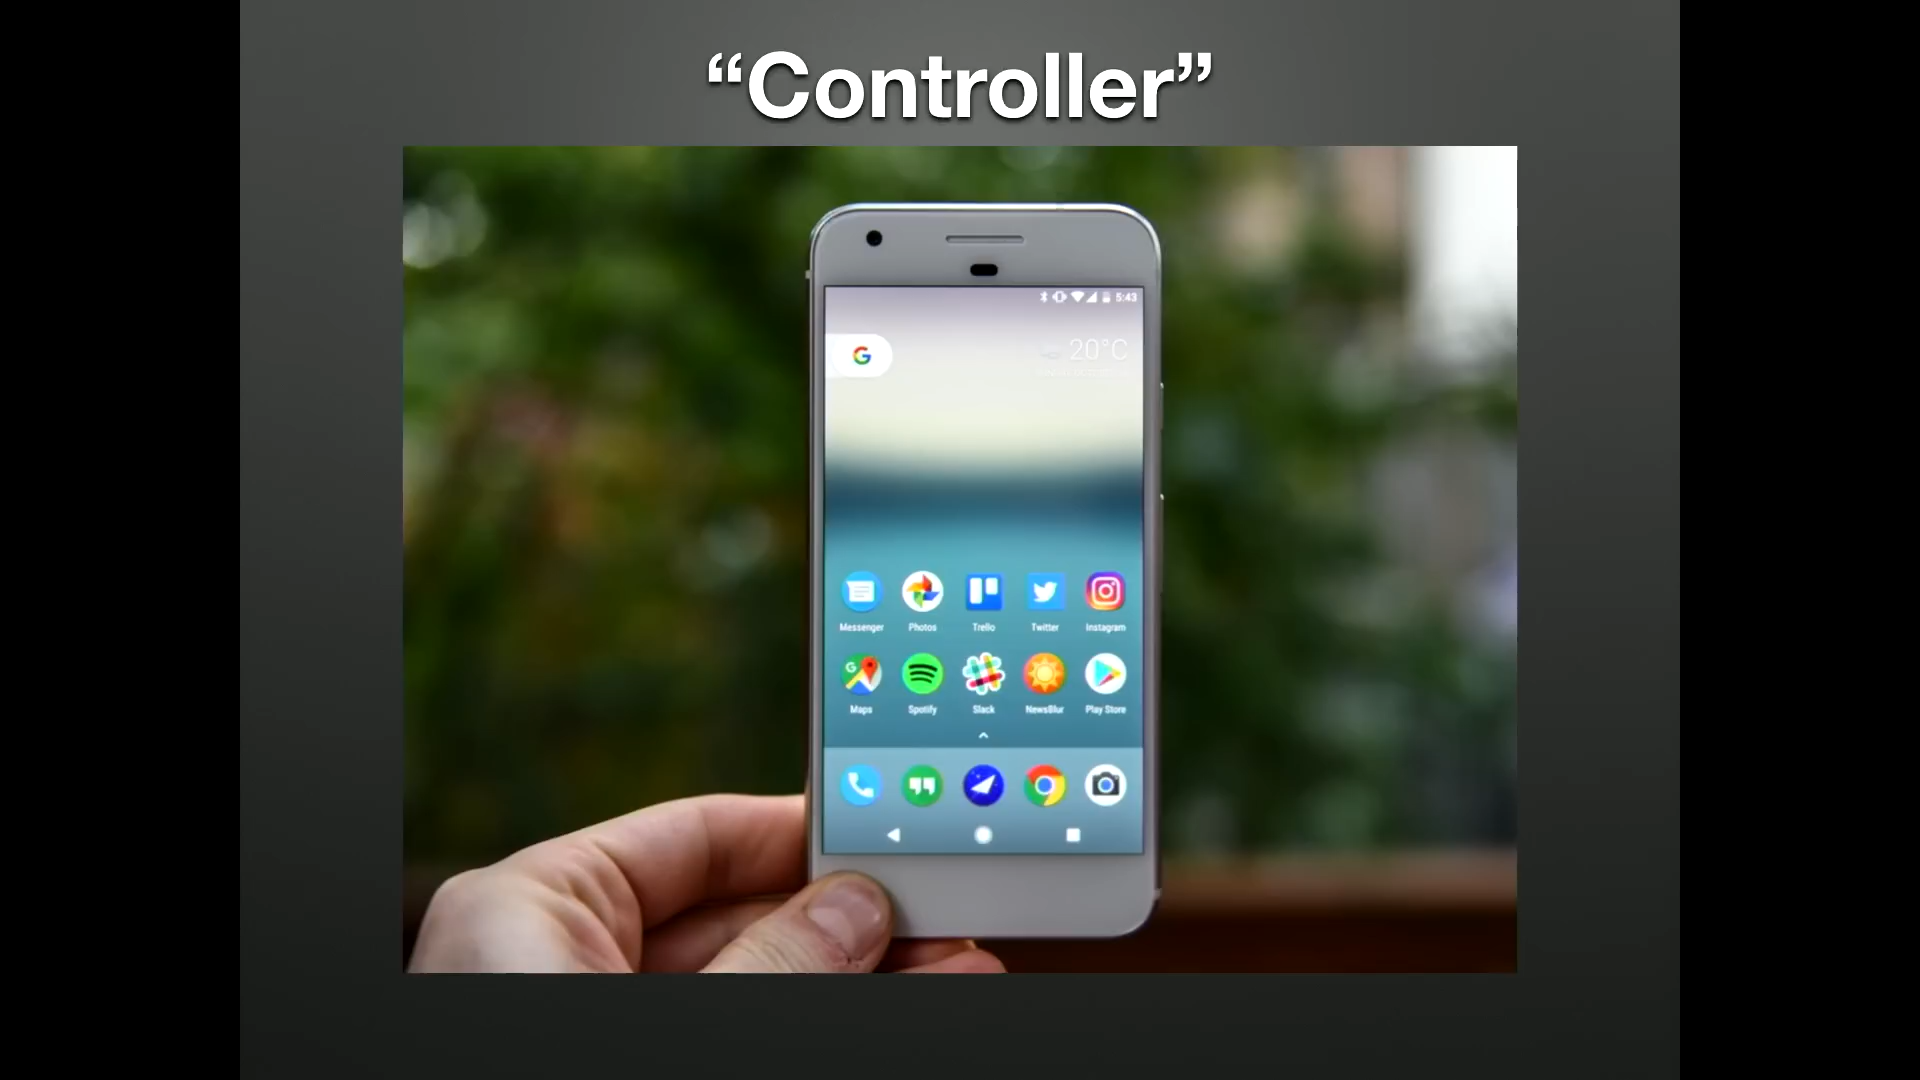 “Controller”
5:43
20°C
Messenger Photos Trello Twitter Instagram
Maps Spotify Slack NewsBlur Play Store